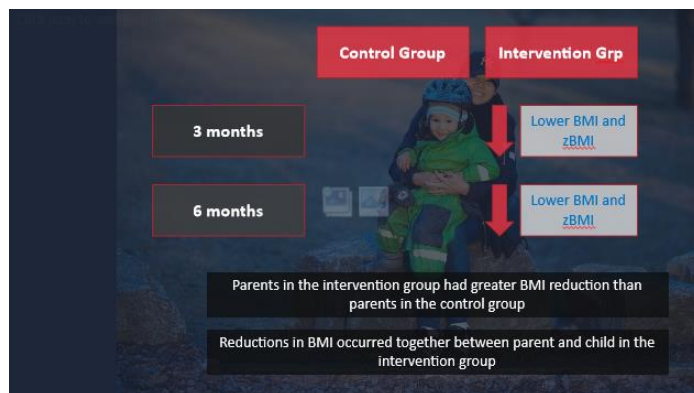 Control Group
Intervention Grp
3 months
Lower BMI and
zBMI
6 months
Lower BMI and
zBMI
Parents in the intervention group had greater BMI reduction than
parents in the control group
Reductions in BMI occurred together between parent and child in the
intervention group